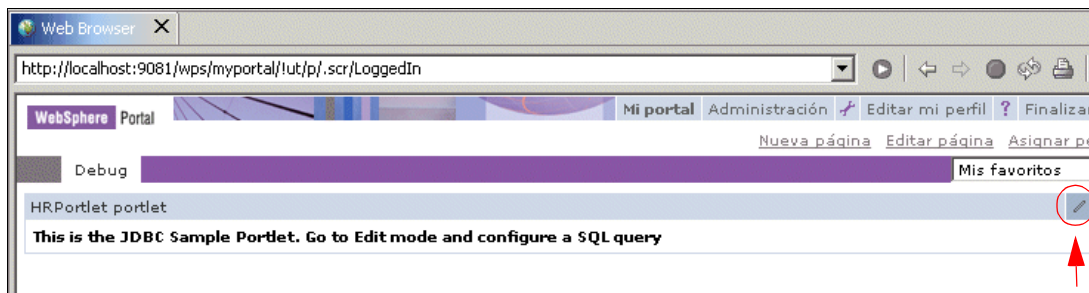 Web Browser X
http://localhost:9081/wps/myportal/!ut/p/.scr/LoggedIn
WebSphere Portal
Mi portal Administración Editar mi perfil ? Finaliza
Nueva página Editar página Asignar pe
Debug
Mis favoritos
HRPortlet portlet
This is the JDBC Sample Portlet. Go to Edit mode and configure a SQL query